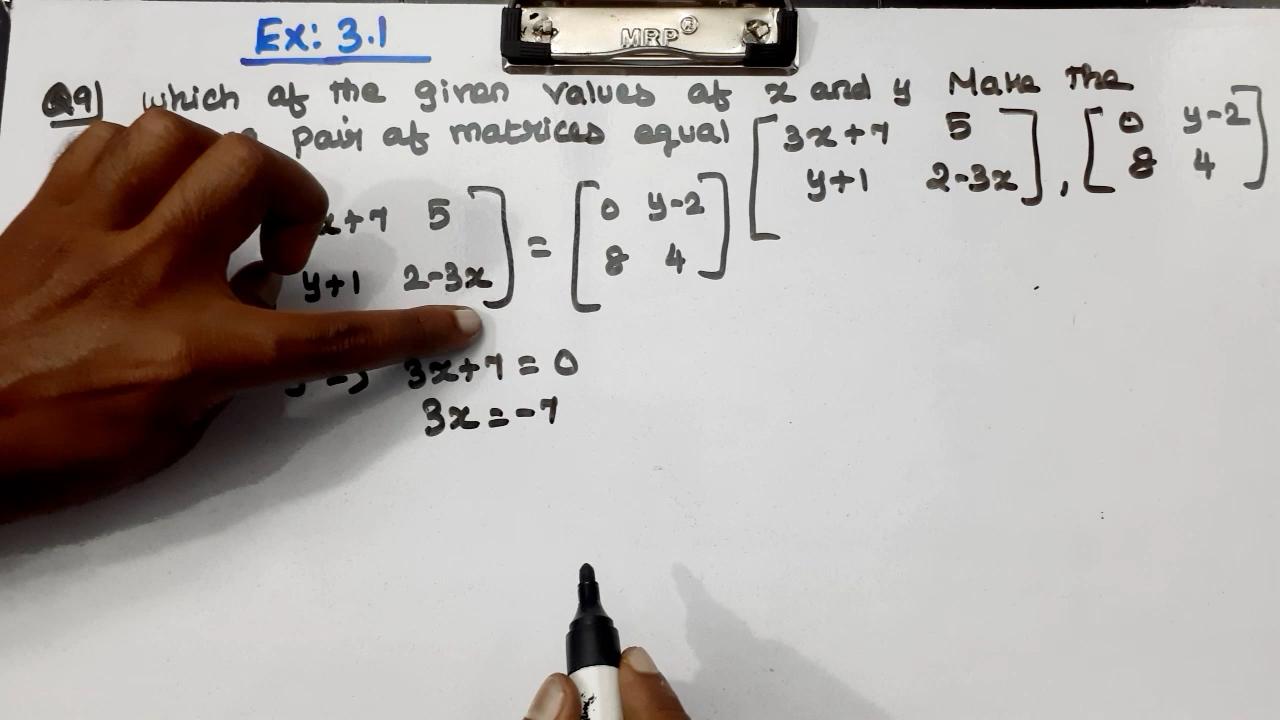 Ex: 3.1
MRP®
Q9) which of the given values of x and y Make The
pair of matrices equal [3x+7 5 y+1 2-3x], [0 y-2 8 4]
x+7 5 ] = [0 y-2
y+1 2-3x ] 8 4]
3x+7 = 0
3x = -7